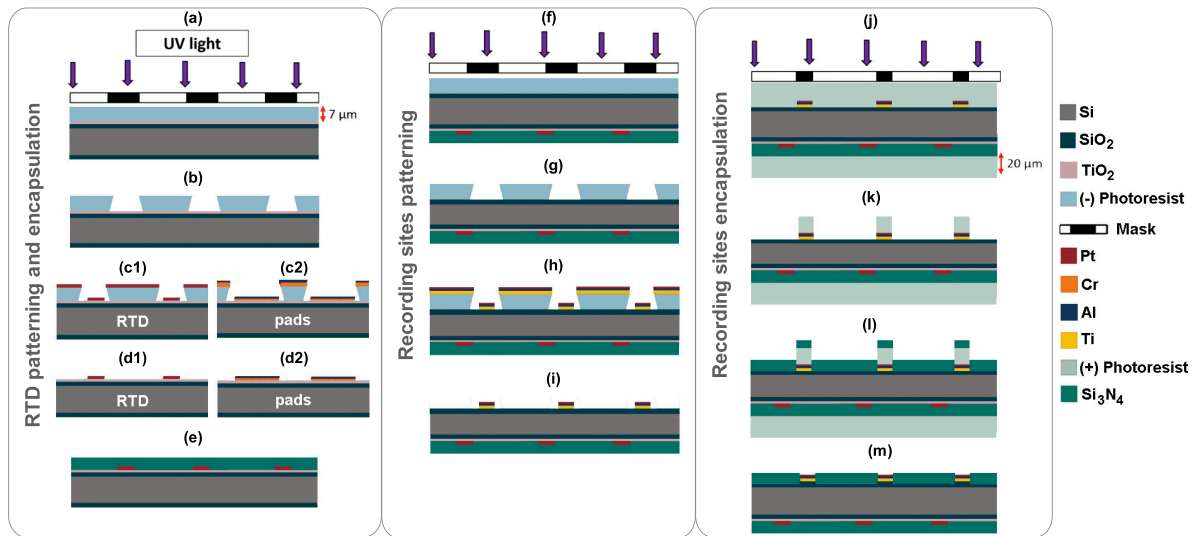 RTD patterning and encapsulation
(a)
UV light
7 µm
(b)
(c1)
(c2)
RTD
pads
(d1)
(d2)
RTD
pads
(e)
Recording sites patterning
(f)
(g)
(h)
(i)
Recording sites encapsulation
(j)
20 µm
(k)
(l)
(m)
Si
SiO2
TiO2
(-) Photoresist
Mask
Pt
Cr
Al
Ti
(+) Photoresist
Si3N4